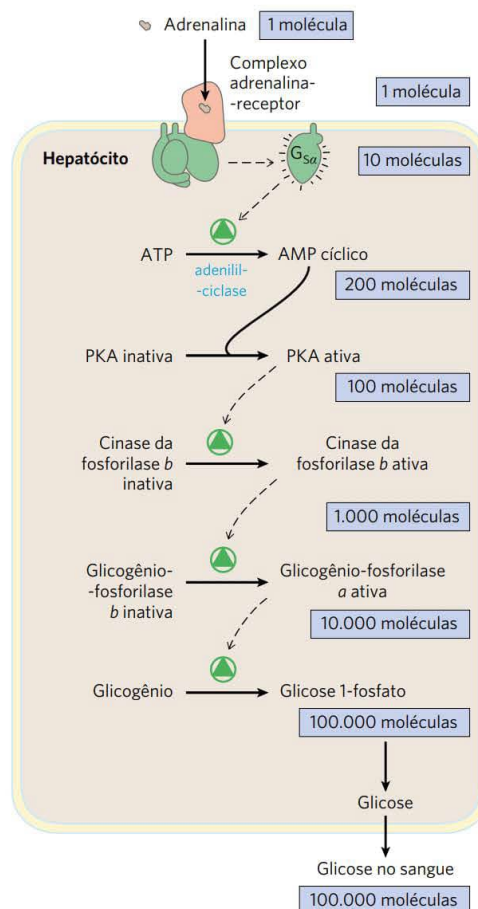 Adrenalina 1 molécula
Complexo
adrenalina-
-receptor
1 molécula
Hepatócito
GSα
10 moléculas
ATP
adenilil-
-ciclase
AMP cíclico
200 moléculas
PKA inativa
PKA ativa
100 moléculas
Cinase da
fosforilase b
inativa
Cinase da
fosforilase b ativa
1.000 moléculas
Glicogênio-
-fosforilase
b inativa
Glicogênio-fosforilase
a ativa
10.000 moléculas
Glicogênio
Glicose 1-fosfato
100.000 moléculas
Glicose
Glicose no sangue
100.000 moléculas